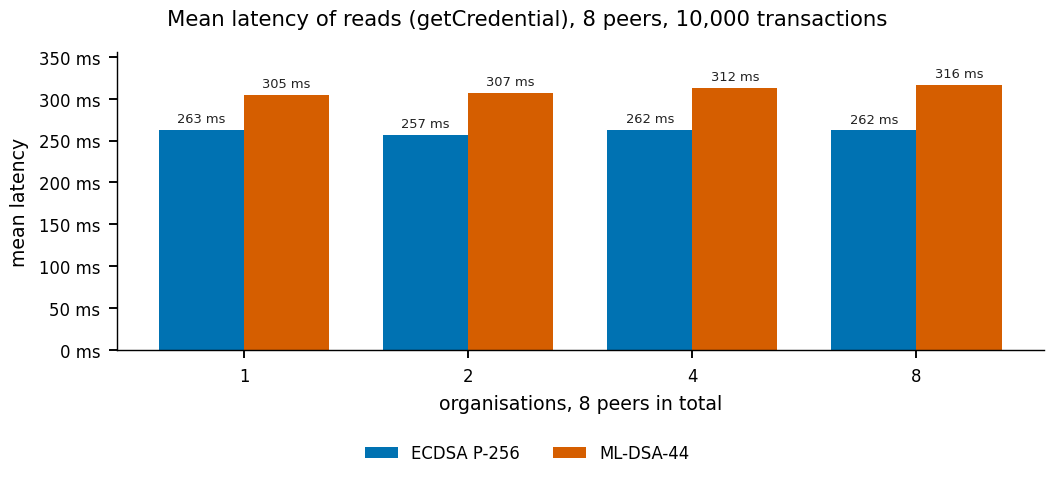 Mean latency of reads (getCredential), 8 peers, 10,000 transactions
350 ms
300 ms
250 ms
200 ms
150 ms
100 ms
50 ms
0 ms
mean latency
263 ms
305 ms
257 ms
307 ms
262 ms
312 ms
262 ms
316 ms
1
2
4
8
organisations, 8 peers in total
ECDSA P-256
ML-DSA-44